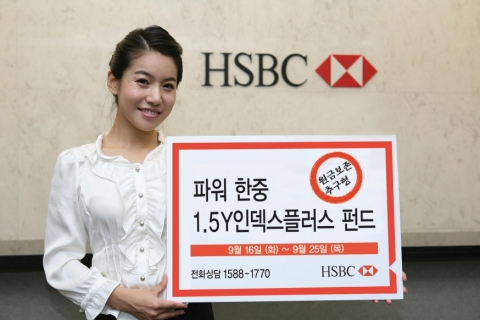 HSBC
원금보존
추구형
파워 한중
1.5Y인덱스플러스 펀드
9월 16일 (화) ~ 9월 25일 (목)
전화상담 1588-1770
HSBC